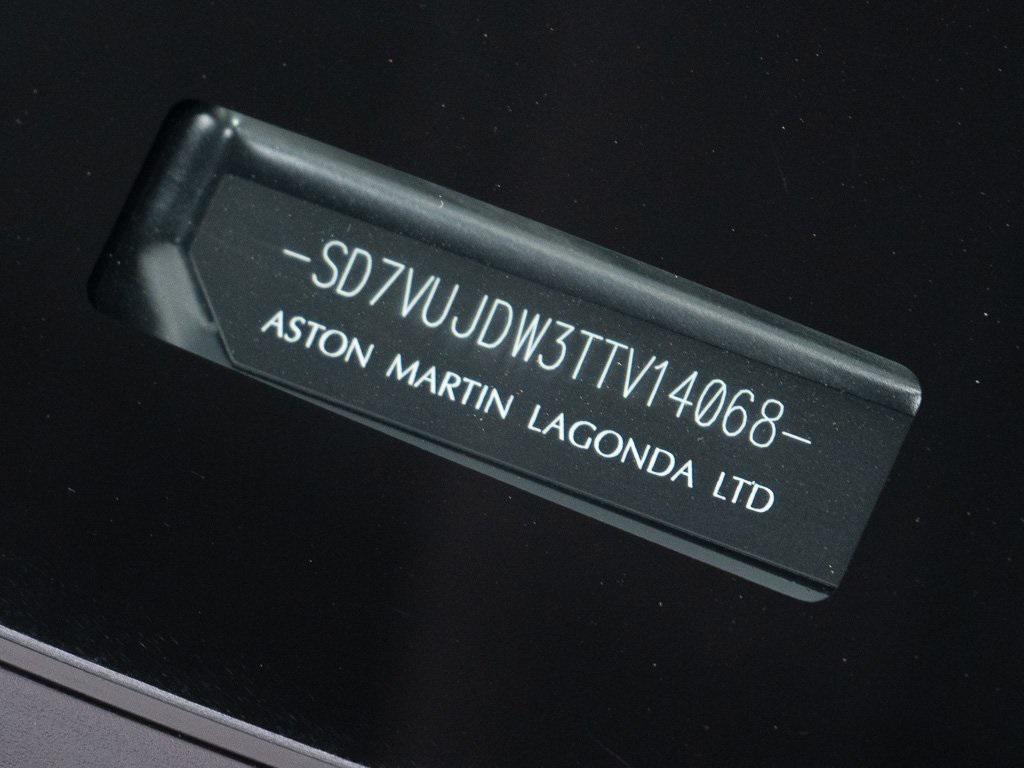 -SD7VUJDW3TTV14068-
ASTON MARTIN LAGONDA LTD